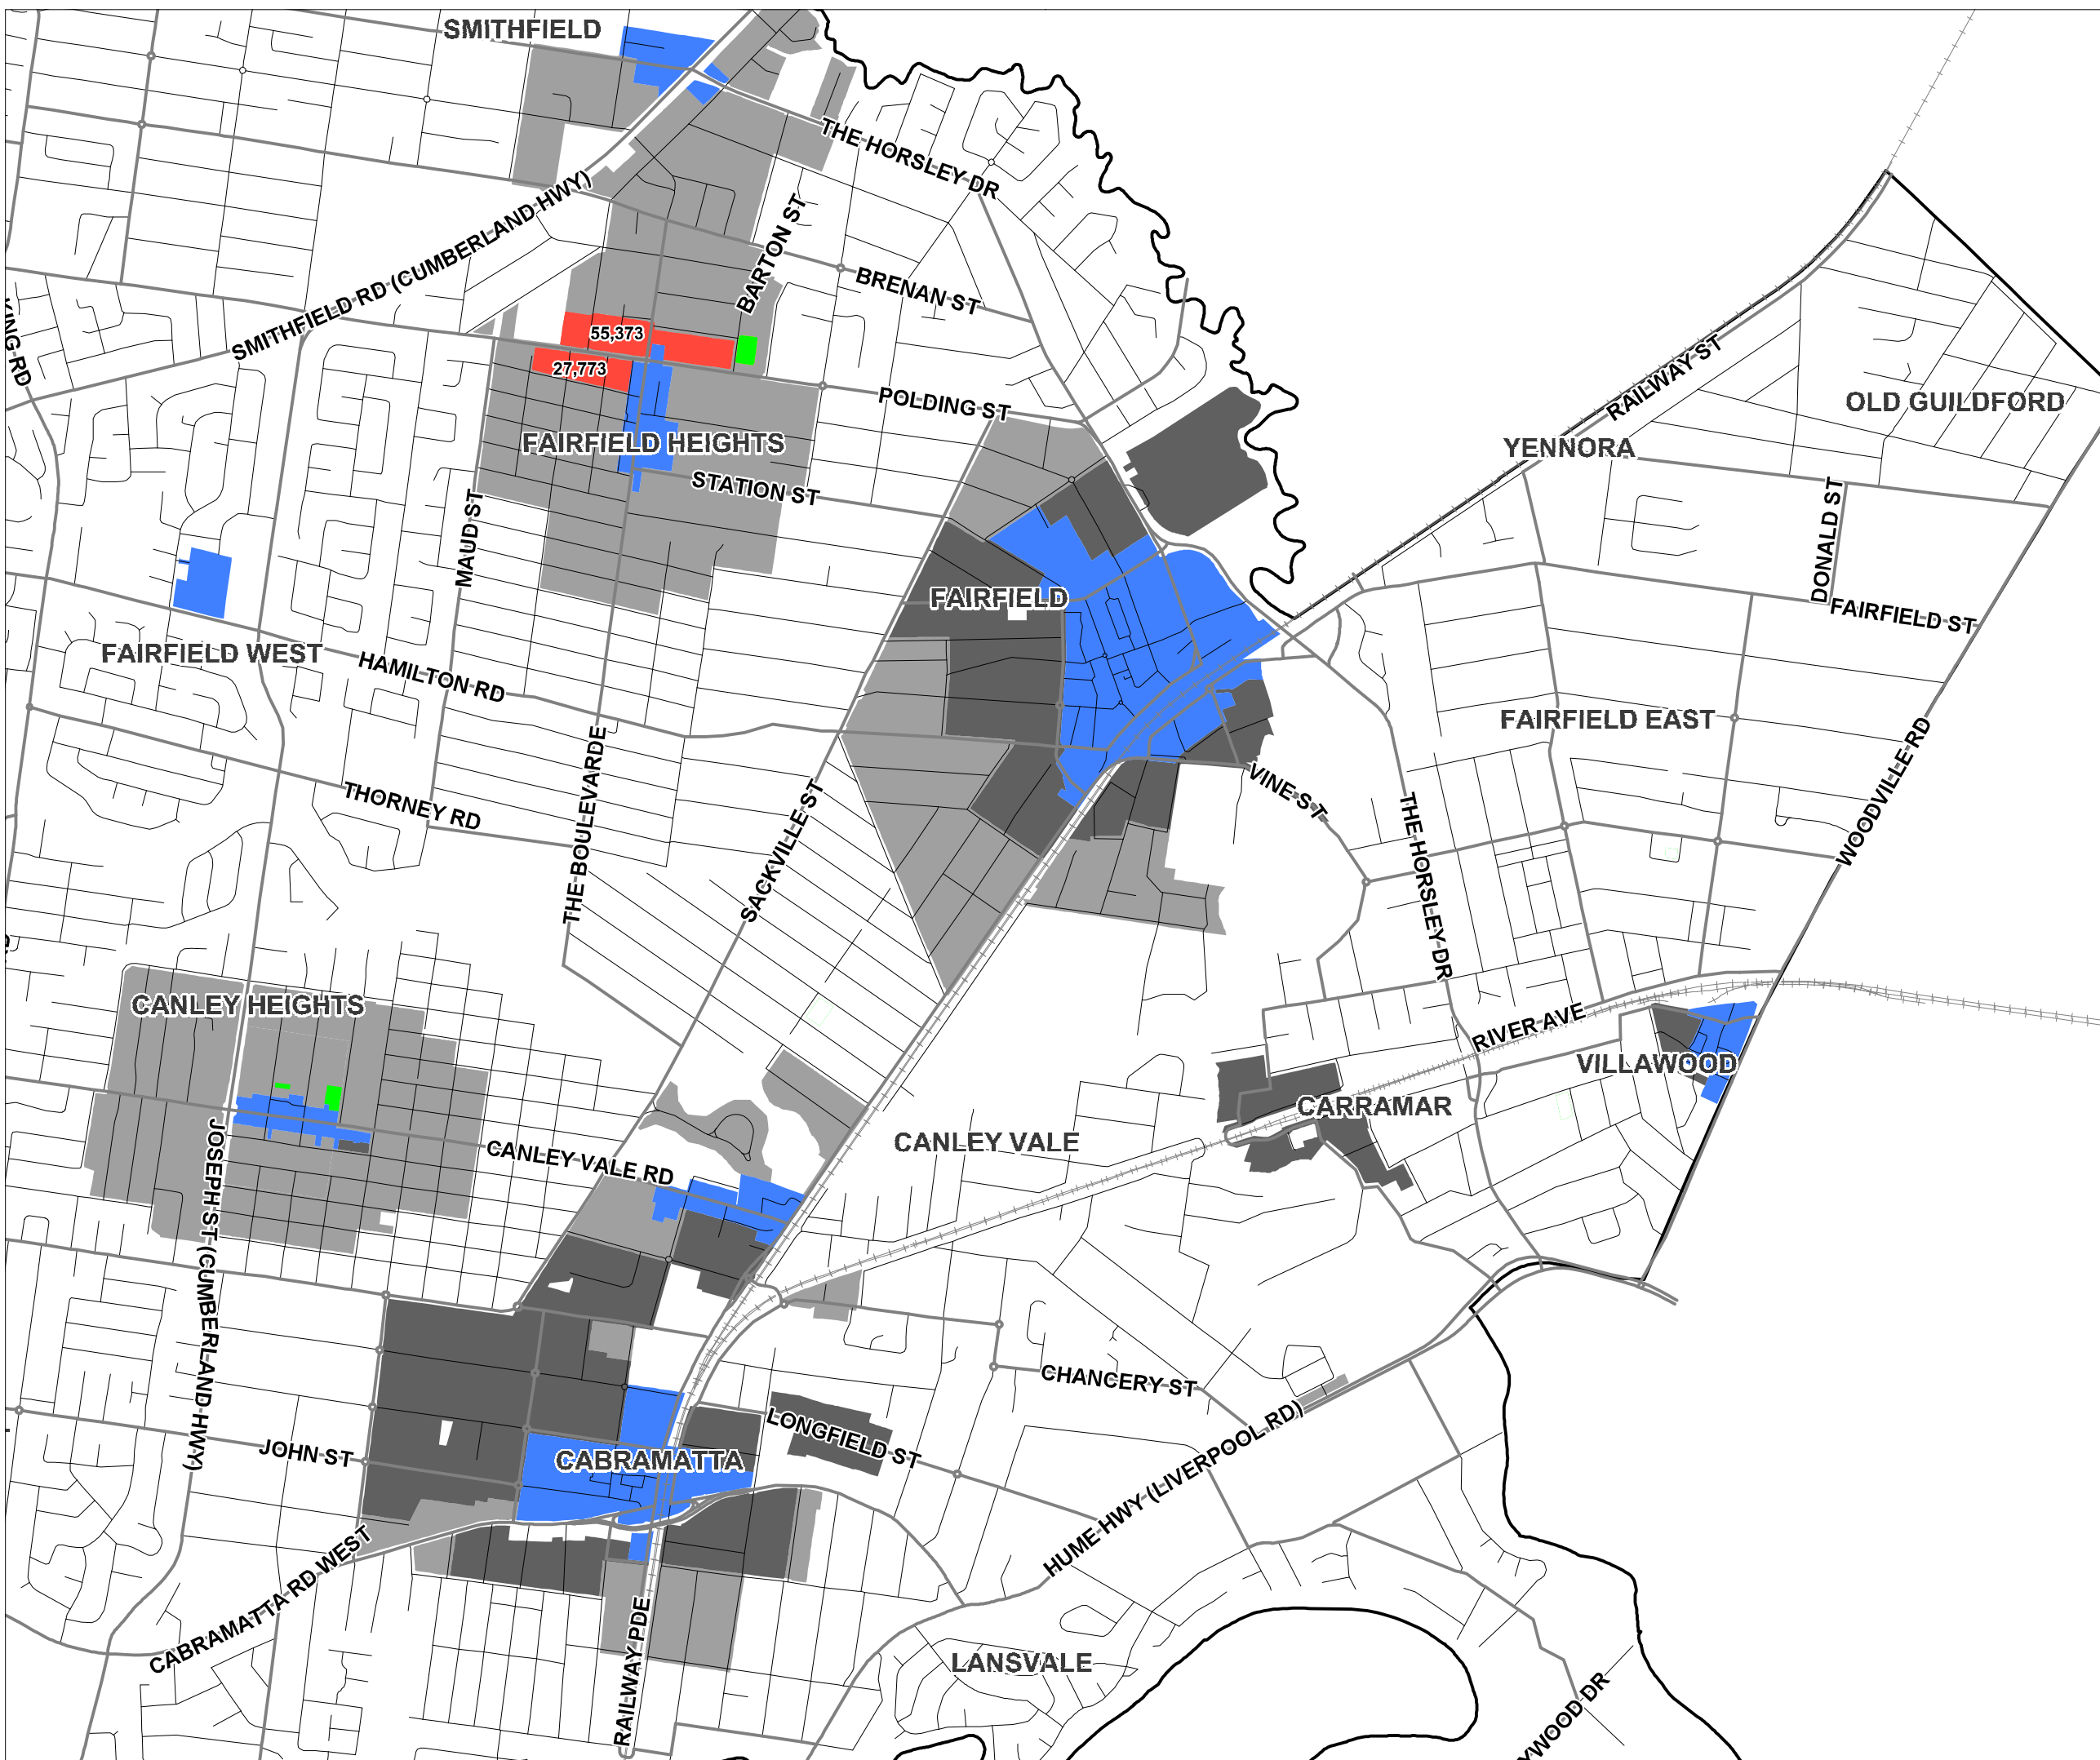 SMITHFIELD
THE HORSLEY DR
SMITHFIELD RD (CUMBERLAND HWY)
BARTON ST
BRENAN ST
KING RD
55,373
27,773
POLDING ST
RAILWAY ST
OLD GUILDFORD
YENNORA
FAIRFIELD HEIGHTS
STATION ST
MAUD ST
DONALD ST
FAIRFIELD
FAIRFIELD ST
FAIRFIELD WEST
HAMILTON RD
FAIRFIELD EAST
WOODVILLE RD
THORNEY RD
THE BOULEVARDE
SACKVILLE ST
VINE ST
THE HORSLEY DR
CANLEY HEIGHTS
RIVER AVE
VILLAWOOD
CARRAMAR
CANLEY VALE
CANLEY VALE RD
JOSEPH ST (CUMBERLAND HWY)
CHANCERY ST
LONGFIELD ST
JOHN ST
CABRAMATTA
HUME HWY (LIVERPOOL RD)
CABRAMATTA RD WEST
RAILWAY PDE
LANSVALE
YWOOD DR